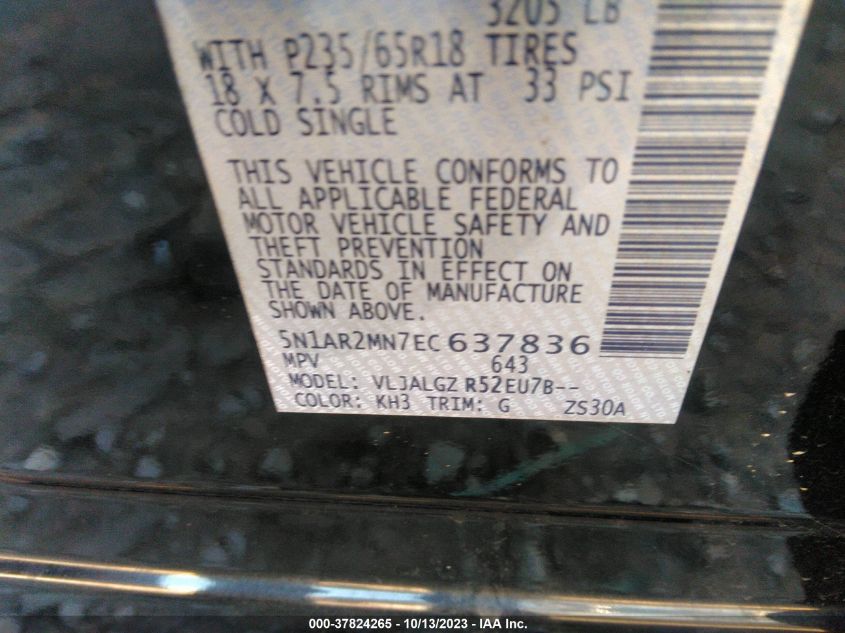 3205 LB
WITH P235/65R18 TIRES
18 X 7.5 RIMS AT 33 PSI
COLD SINGLE
THIS VEHICLE CONFORMS TO
ALL APPLICABLE FEDERAL
MOTOR VEHICLE SAFETY AND
THEFT PREVENTION
STANDARDS IN EFFECT ON
THE DATE OF MANUFACTURE
SHOWN ABOVE.
5N1AR2MN7EC637836
MPV 643
MODEL: VLJALGZ R52EU7B--
COLOR: KH3 TRIM: G ZS30A
000-37824265 - 10/13/2023 - IAA Inc.